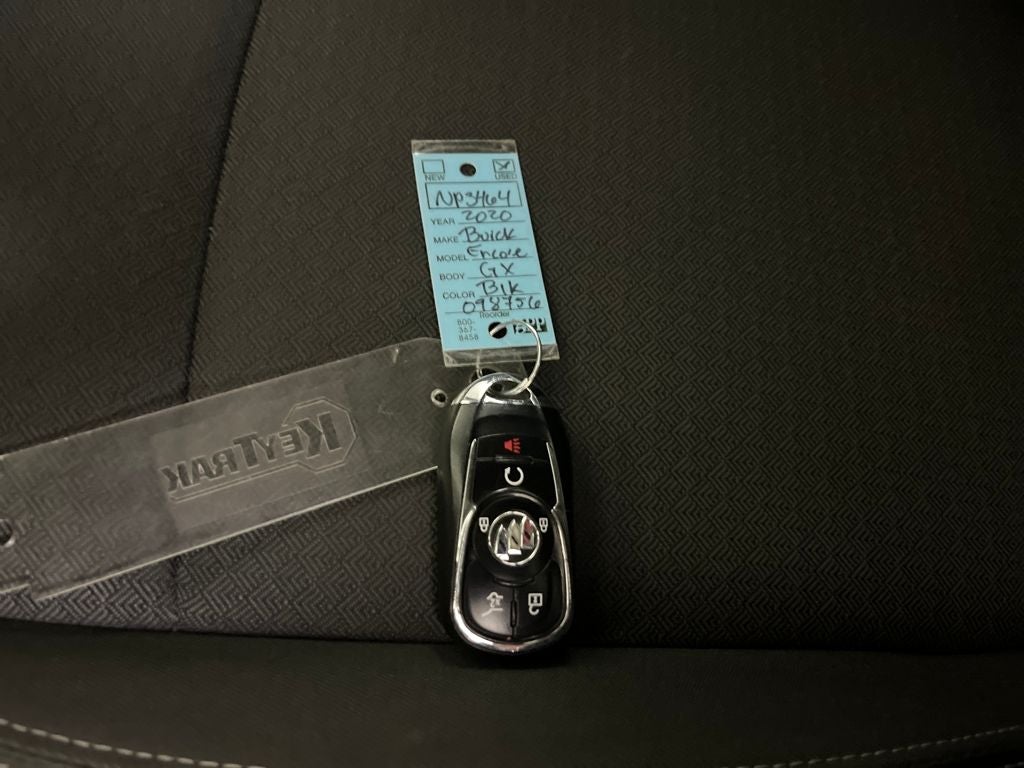 NEW USED
NP3464
YEAR 2020
MAKE Buick
MODEL Encore
BODY GX
COLOR Blk
098756
Reorder
800-
367-
8458
KEYTRAK